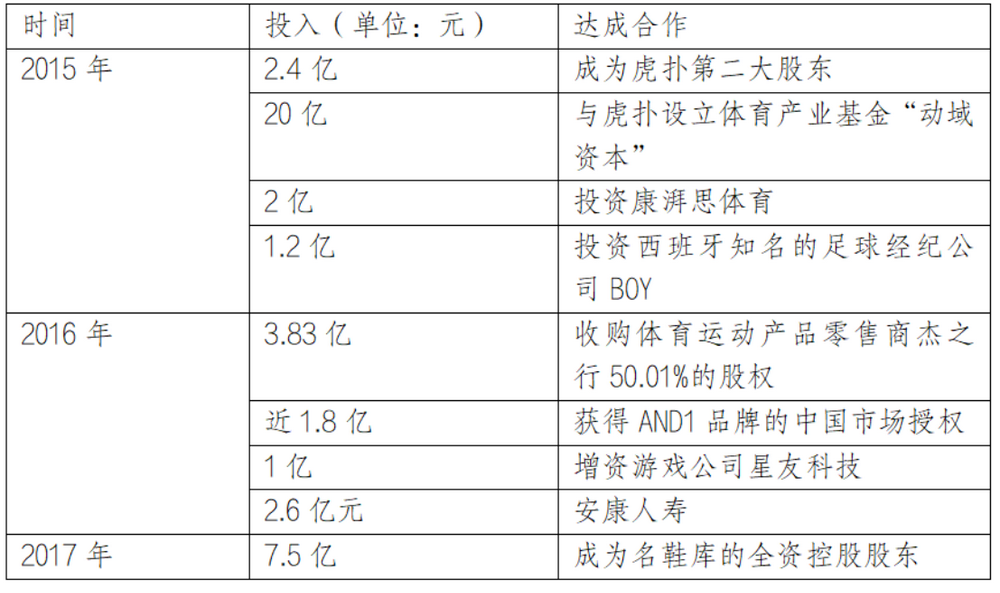 时间 投入（单位：元） 达成合作
2015 年 2.4 亿 成为虎扑第二大股东
20 亿 与虎扑设立体育产业基金“动域
资本”
2 亿 投资康湃思体育
1.2 亿 投资西班牙知名的足球经纪公
司 BOY
2016 年 3.83 亿 收购体育运动产品零售商杰之
行 50.01%的股权
近 1.8 亿 获得 AND1 品牌的中国市场授权
1 亿 增资游戏公司星友科技
2.6 亿元 安康人寿
2017 年 7.5 亿 成为名鞋库的全资控股股东